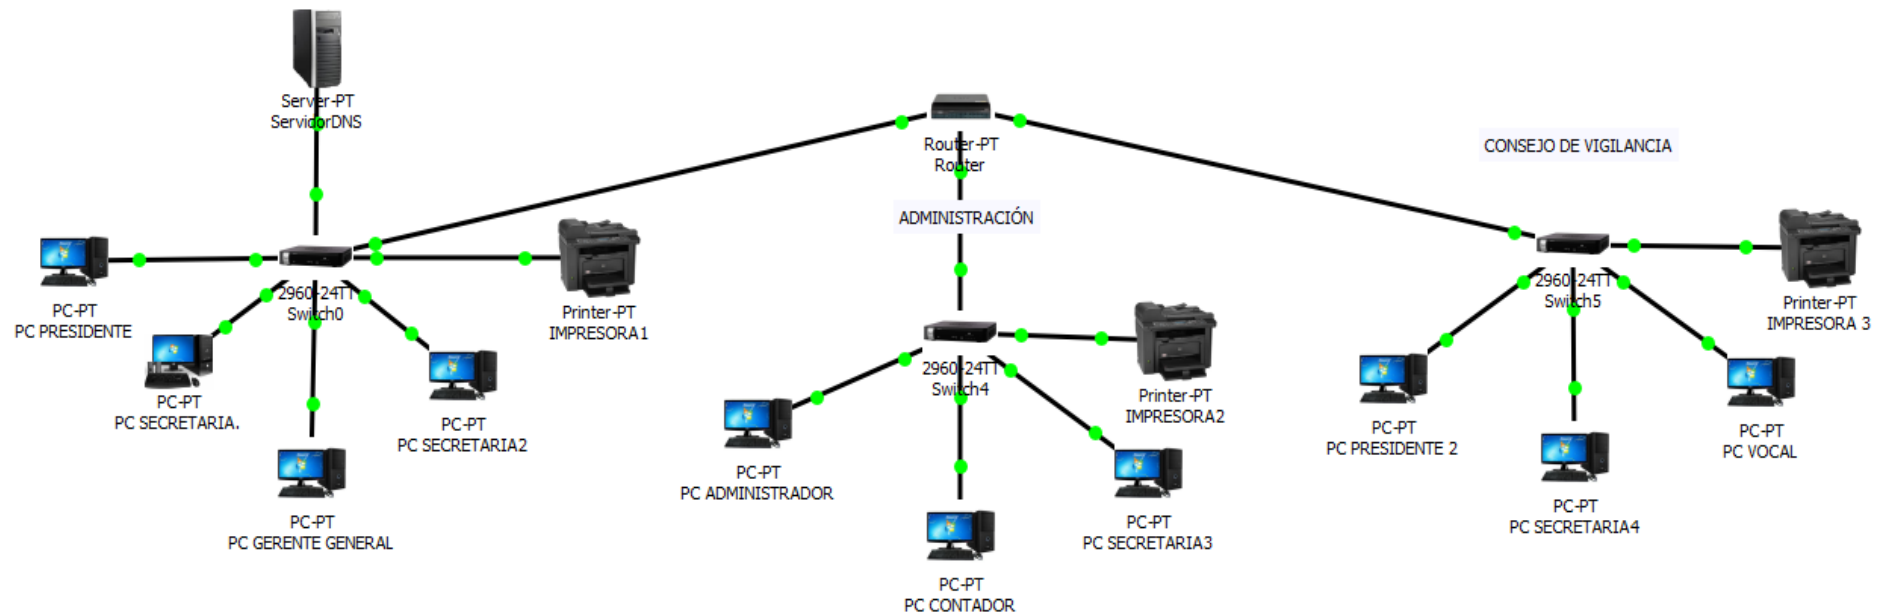 Server-PT
ServidorDNS
Router-PT
Router
CONSEJO DE VIGILANCIA
ADMINISTRACIÓN
2960-24TT
Switch0
PC-PT
PC PRESIDENTE
Printer-PT
IMPRESORA1
PC-PT
PC SECRETARIA.
PC-PT
PC SECRETARIA2
PC-PT
PC GERENTE GENERAL
2960-24TT
Switch4
Printer-PT
IMPRESORA2
PC-PT
PC ADMINISTRADOR
PC-PT
PC SECRETARIA3
PC-PT
PC CONTADOR
2960-24TT
Switch5
Printer-PT
IMPRESORA 3
PC-PT
PC PRESIDENTE 2
PC-PT
PC VOCAL
PC-PT
PC SECRETARIA4